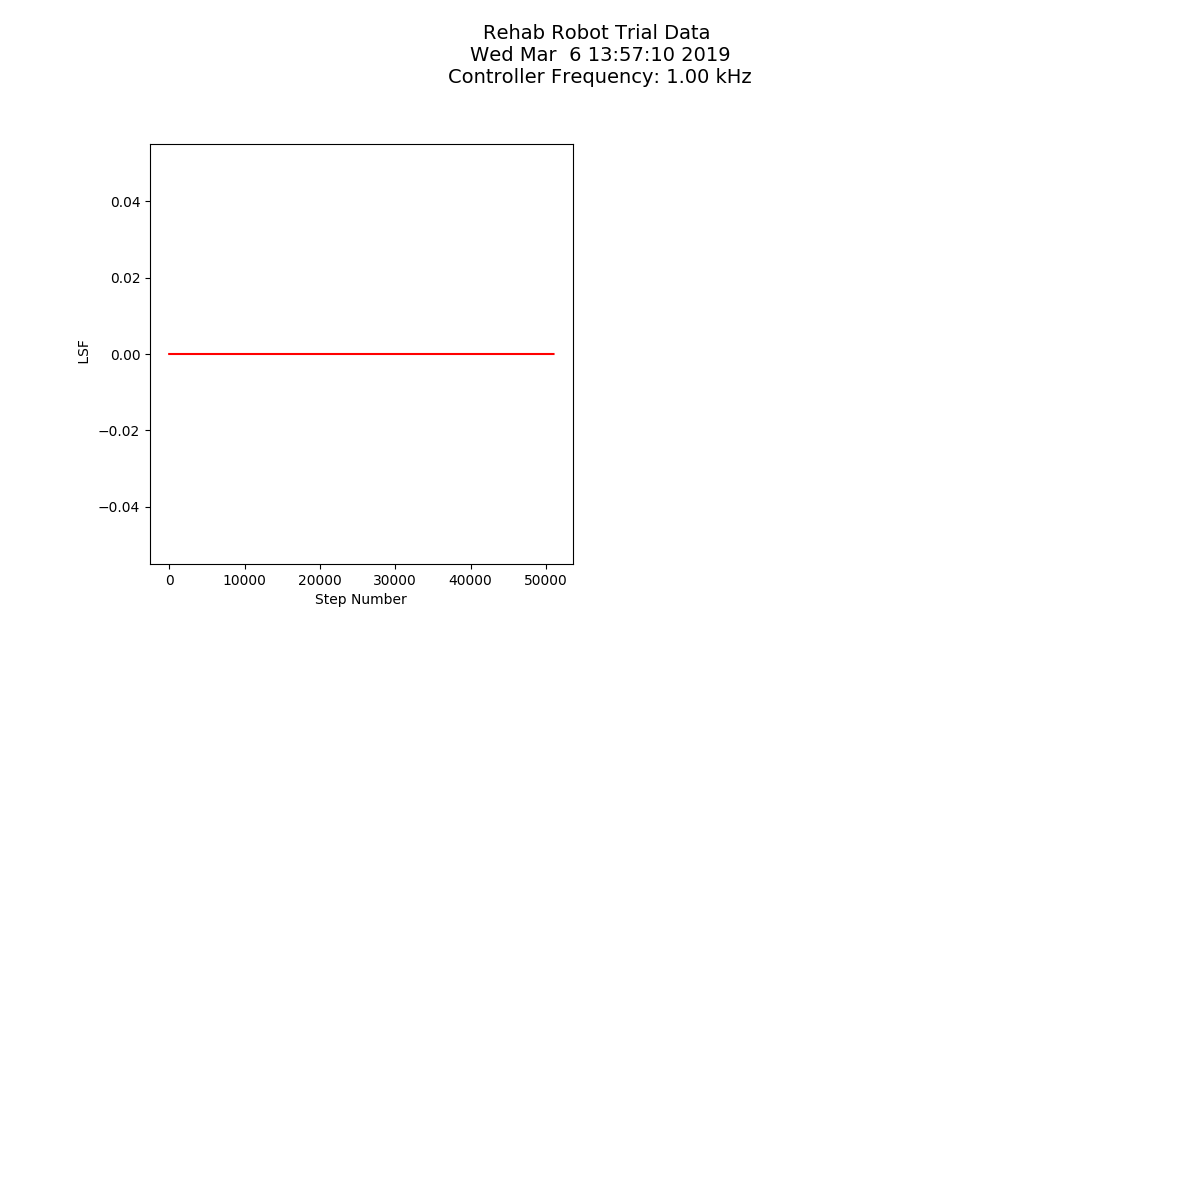 Rehab Robot Trial Data
Wed Mar  6 13:57:10 2019
Controller Frequency: 1.00 kHz
0.04
0.02
0.00
−0.02
−0.04
LSF
0 10000 20000 30000 40000 50000
Step Number